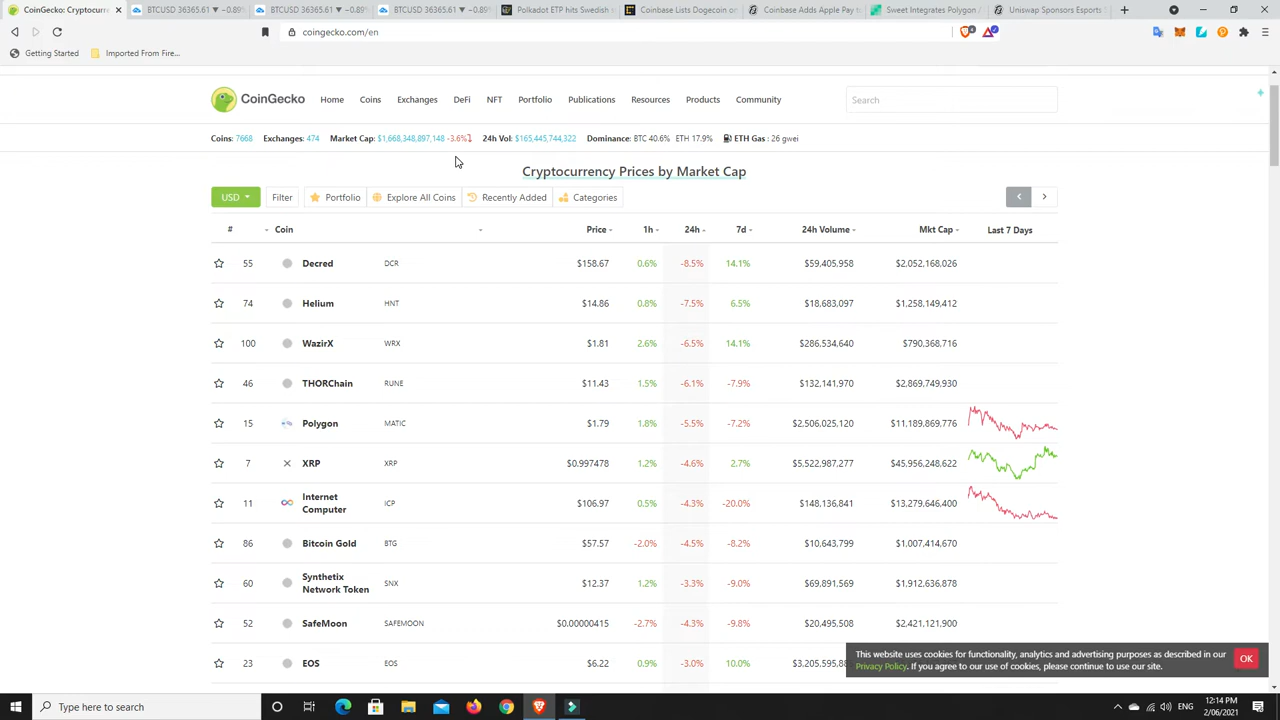 CoinGecko: Cryptocurr
BTCUSD 36365.61 ▼ −0.89%
BTCUSD 36365.61 ▼ −0.89%
BTCUSD 36365.61 ▼ −0.89%
Polkadot ETP hits Swedish s
Coinbase Lists Dogecoin on
Coinbase Adds Apple Pay t
Sweet Integrates Polygon /
Uniswap Sponsors Esports
coingecko.com/en
Getting Started Imported From Fire...
CoinGecko Home Coins Exchanges DeFi NFT Portfolio Publications Resources Products Community Search
Coins: 7668 Exchanges: 474 Market Cap: $1,668,348,897,148 -3.6% 24h Vol: $165,445,744,322 Dominance: BTC 40.6% ETH 17.9% ETH Gas: 26 gwei
Cryptocurrency Prices by Market Cap
USD Filter Portfolio Explore All Coins Recently Added Categories
# Coin Price 1h 24h 7d 24h Volume Mkt Cap Last 7 Days
55 Decred DCR $158.67 0.6% -8.5% 14.1% $59,405,958 $2,052,168,026
74 Helium HNT $14.86 0.8% -7.5% 6.5% $18,683,097 $1,258,149,412
100 WazirX WRX $1.81 2.6% -6.5% 14.1% $286,534,640 $790,368,716
46 THORChain RUNE $11.43 1.5% -6.1% -7.9% $132,141,970 $2,869,749,930
15 Polygon MATIC $1.79 1.8% -5.5% -7.2% $2,506,025,120 $11,189,869,776
7 XRP XRP $0.997478 1.2% -4.6% 2.7% $5,522,987,277 $45,956,248,622
11 Internet Computer ICP $106.97 0.5% -4.3% -20.0% $148,136,841 $13,279,646,400
86 Bitcoin Gold BTG $57.57 -2.0% -4.5% -8.2% $10,643,799 $1,007,414,670
60 Synthetix Network Token SNX $12.37 1.2% -3.3% -9.0% $69,891,569 $1,912,636,878
52 SafeMoon SAFEMOON $0.00000415 -2.7% -4.3% -9.8% $20,495,508 $2,421,121,900
23 EOS EOS $6.22 0.9% -3.0% 10.0% $3,205,595,88
This website uses cookies for functionality, analytics and advertising purposes as described in our
Privacy Policy. If you agree to our use of cookies, please continue to use our site.
OK
Type here to search
ENG
12:14 PM
2/06/2021